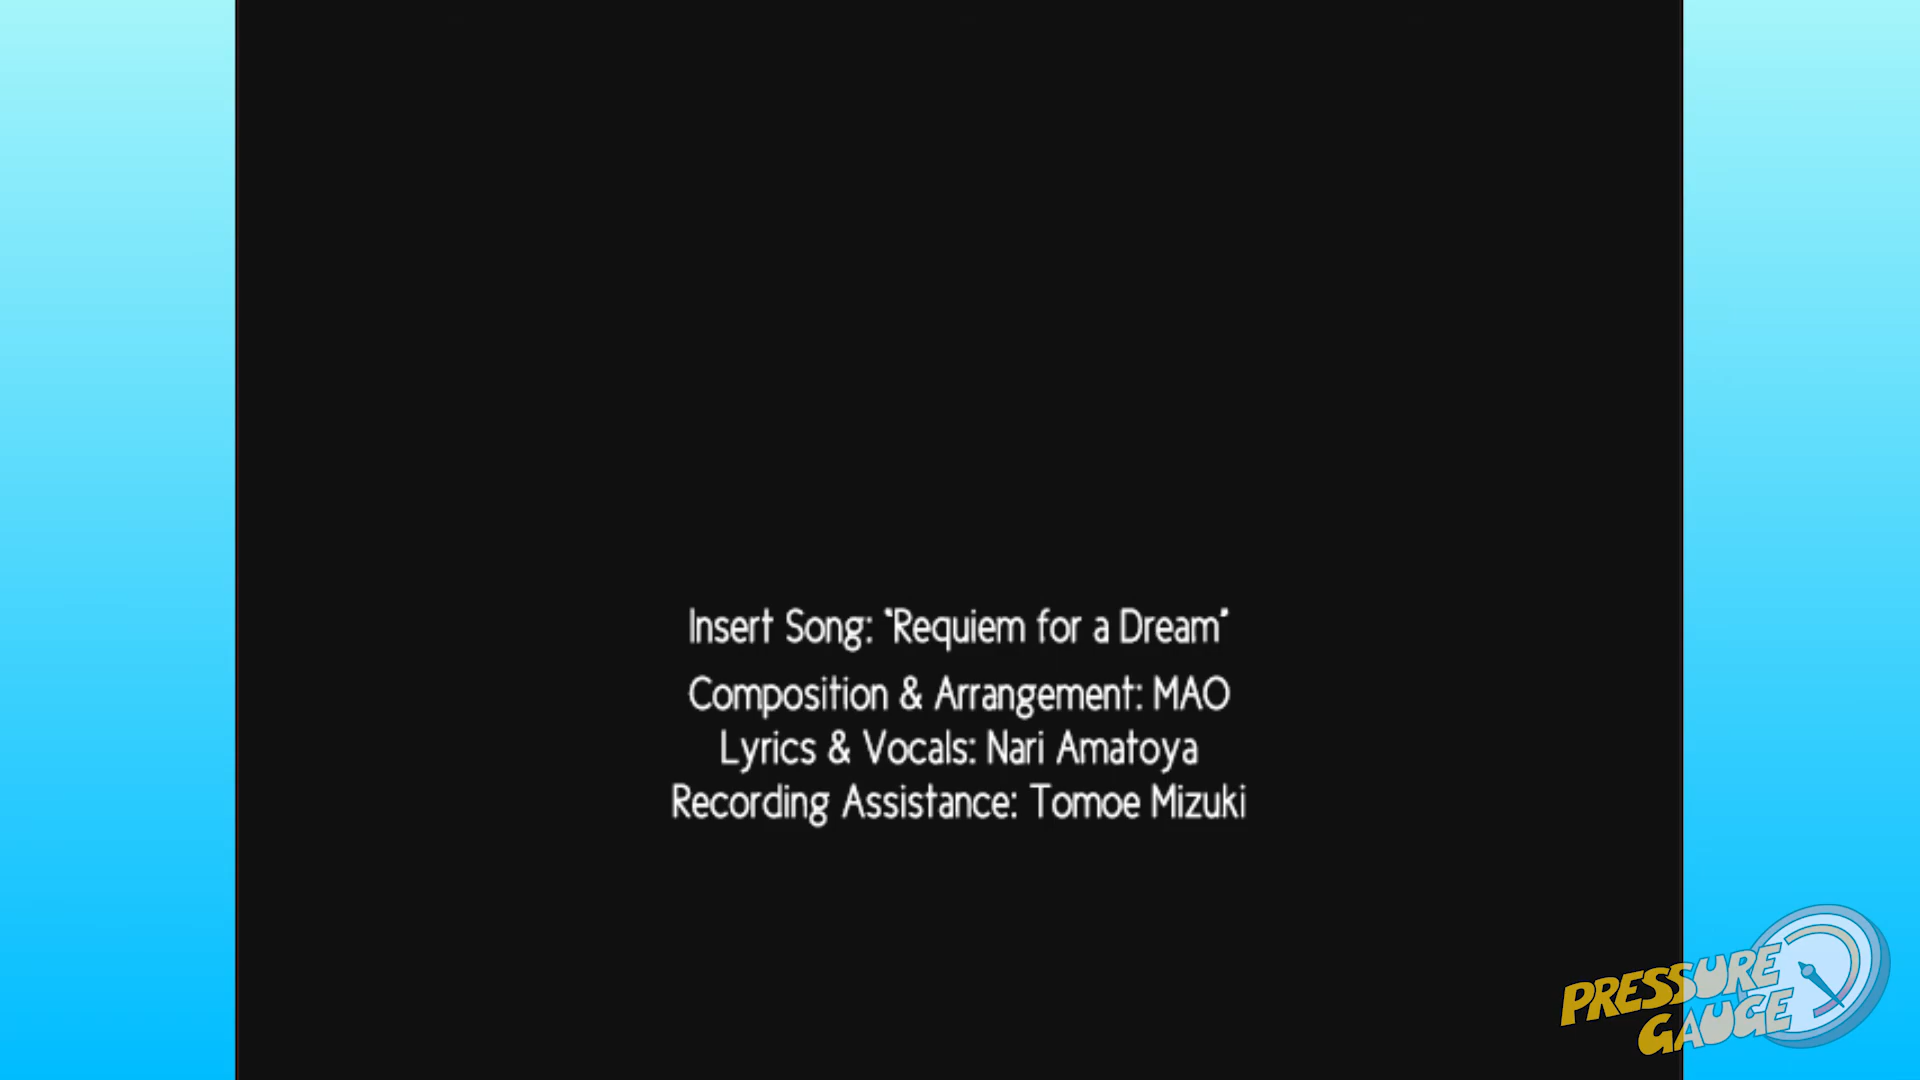 Insert Song: "Requiem for a Dream"
Composition & Arrangement: MAO
Lyrics & Vocals: Nari Amatoya
Recording Assistance: Tomoe Mizuki
PRESSURE
GAUGE